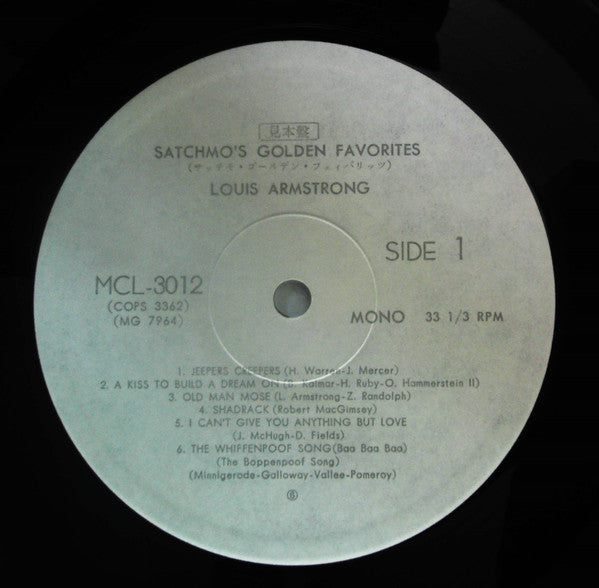 見本盤
SATCHMO'S GOLDEN FAVORITES
(サッチモ・ゴールデン・フェイバリッツ)
LOUIS ARMSTRONG
SIDE 1
MCL-3012
(COPS 3362)
(MG 7964)
MONO 33 1/3 RPM
1. JEEPERS CREEPERS (H. Warren-J. Mercer)
2. A KISS TO BUILD A DREAM ON (B. Kalmar-H. Ruby-O. Hammerstein II)
3. OLD MAN MOSE (L. Armstrong-Z. Randolph)
4. SHADRACK (Robert MacGimsey)
5. I CAN'T GIVE YOU ANYTHING BUT LOVE
(J. McHugh-D. Fields)
6. THE WHIFFENPOOF SONG (Baa Baa Baa)
(The Boppenpoof Song)
(Minnigerode-Galloway-Vallee-Pomeroy)